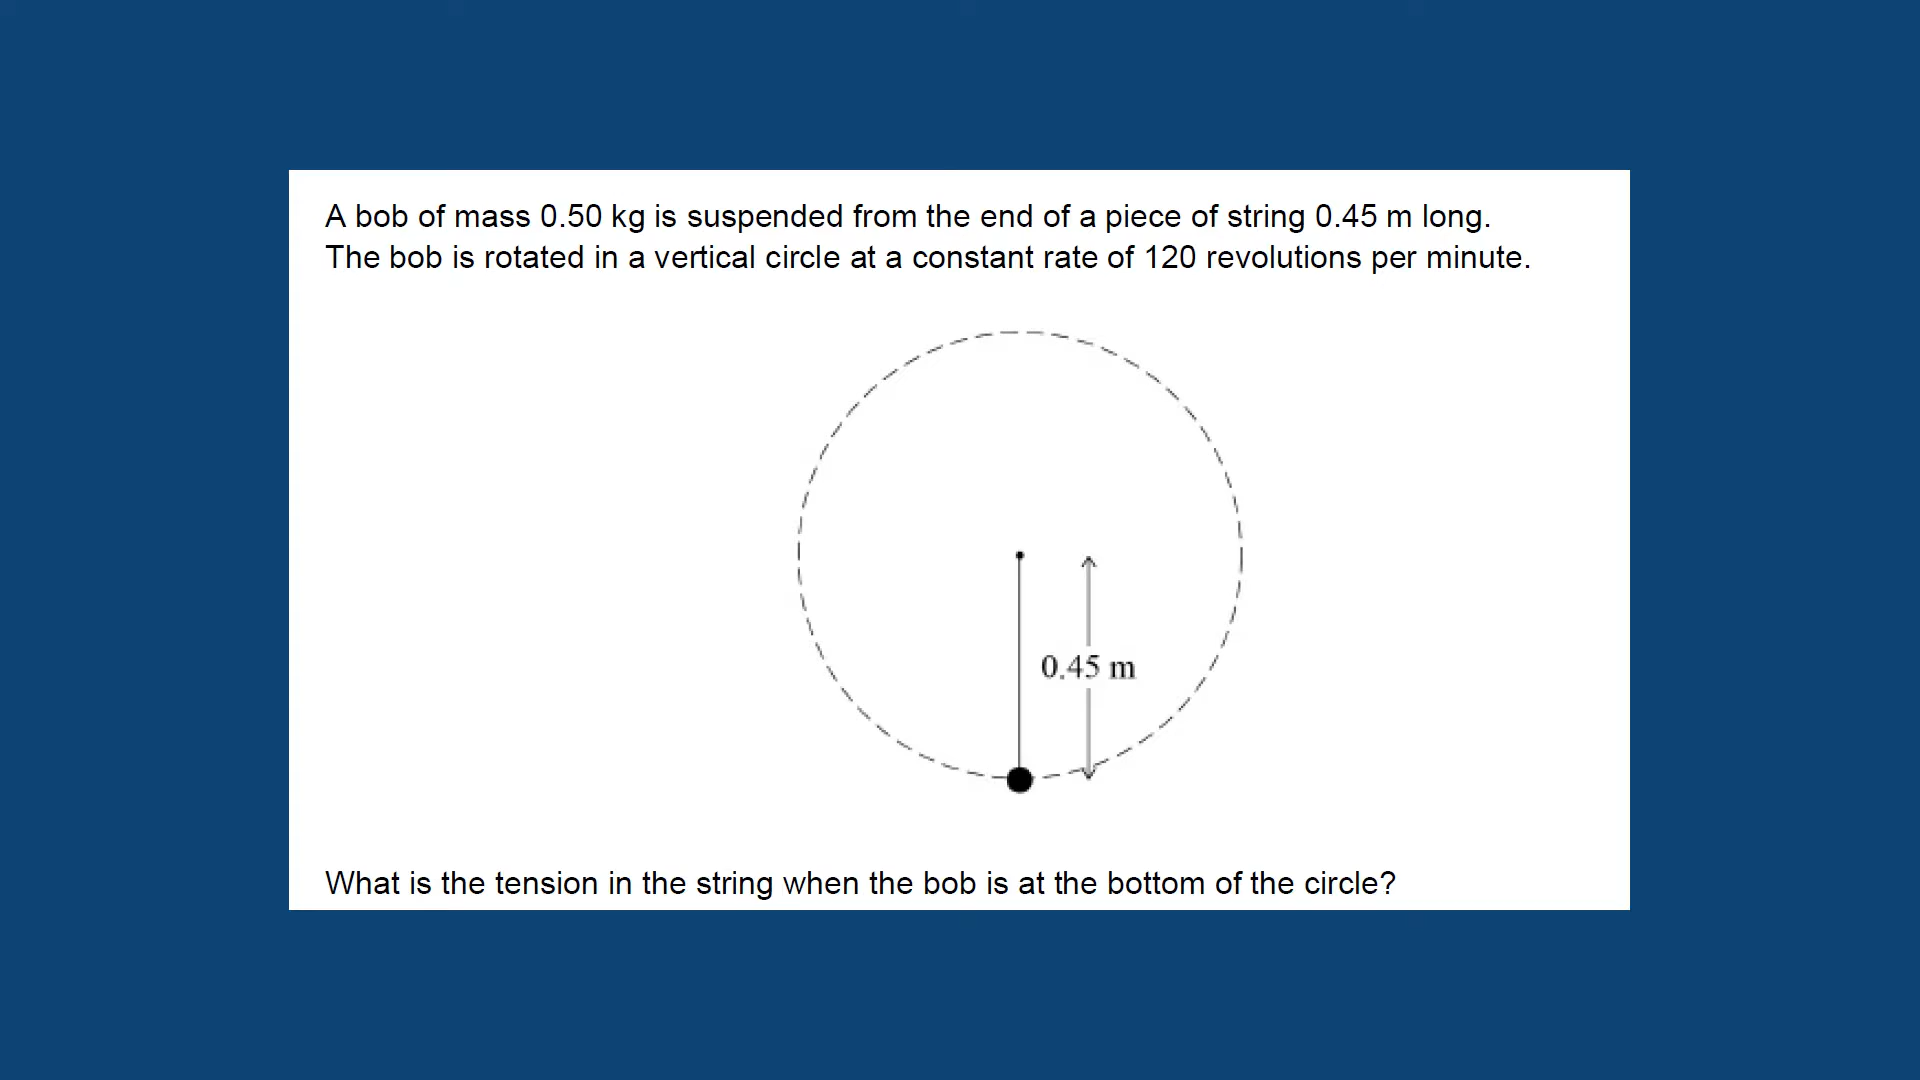 A bob of mass 0.50 kg is suspended from the end of a piece of string 0.45 m long.
The bob is rotated in a vertical circle at a constant rate of 120 revolutions per minute.
0.45 m
What is the tension in the string when the bob is at the bottom of the circle?